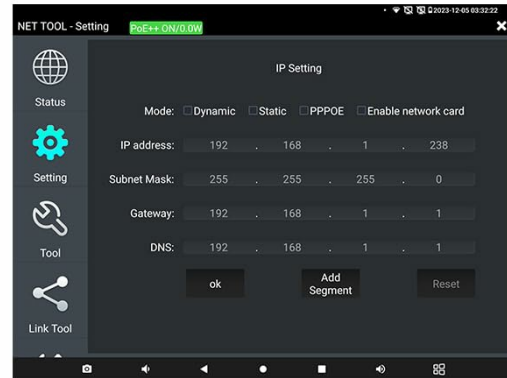 2023-12-05 03:32:22
NET TOOL - Setting PoE++ ON/0.0W
IP Setting
Status
Mode: Dynamic Static PPPOE Enable network card
IP address: 192 . 168 . 1 . 238
Setting
Subnet Mask: 255 . 255 . 255 . 0
Gateway: 192 . 168 . 1 . 1
Tool
DNS: 192 . 168 . 1 . 1
ok Add Segment Reset
Link Tool